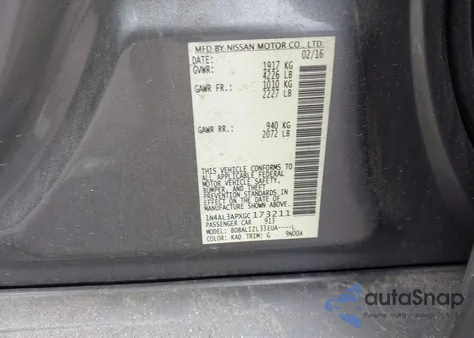 MFD BY NISSAN MOTOR CO., LTD.
DATE: 02/16
GVWR: 1917 KG
4226 LB
GAWR FR.: 1010 KG
2227 LB
GAWR RR.: 940 KG
2072 LB
THIS VEHICLE CONFORMS TO
ALL APPLICABLE FEDERAL
MOTOR VEHICLE SAFETY,
BUMPER, AND THEFT
PREVENTION STANDARDS IN
EFFECT ON THE DATE OF
MANUFACTURE SHOWN ABOVE.
1N4AL3APXGC173211
PASSENGER CAR 913
COLOR: KAD TRIM: G 9N00A
autoSnap